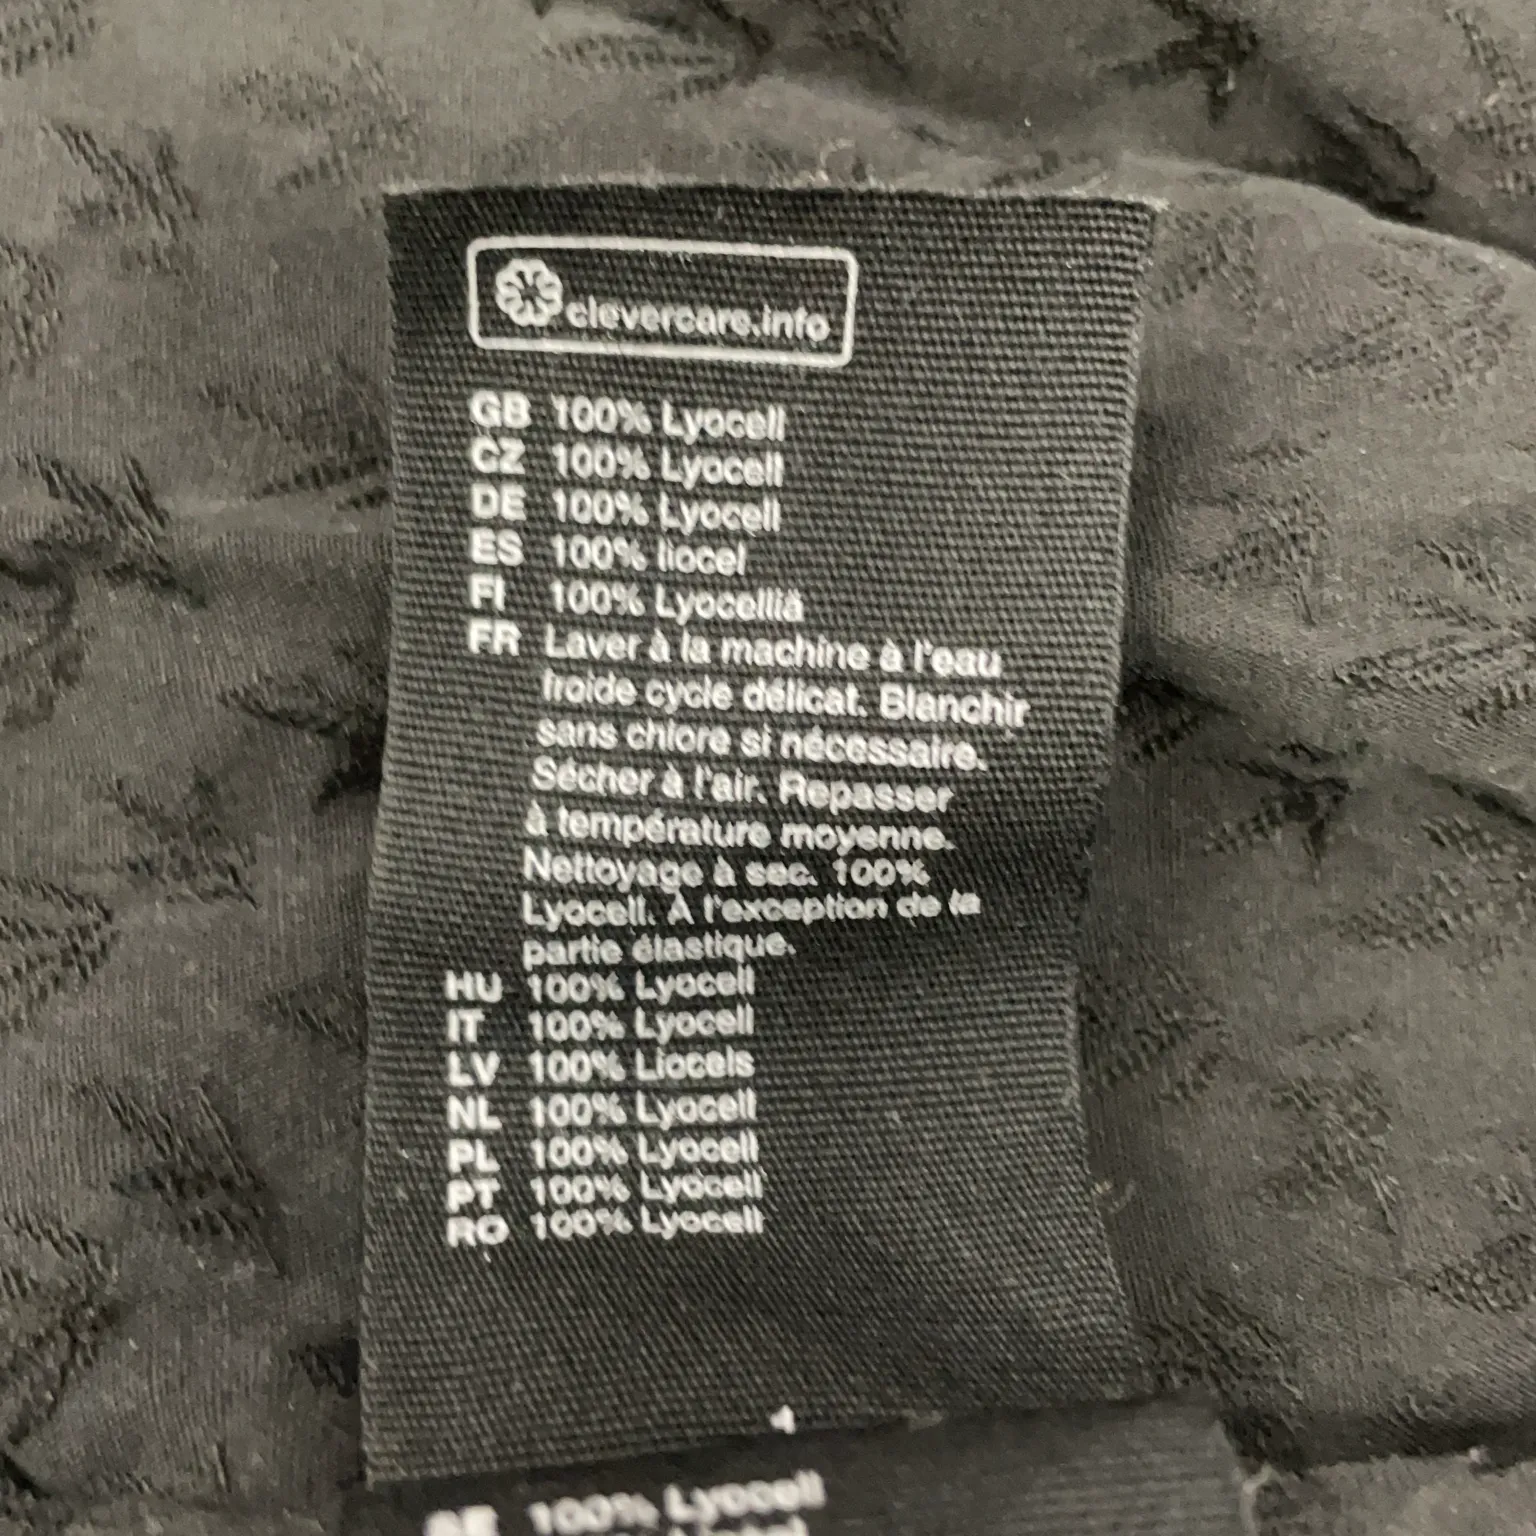 clevercare.info
GB 100% Lyocell
CZ 100% Lyocell
DE 100% Lyocell
ES 100% liocel
FI 100% Lyocelliä
FR Laver à la machine à l'eau
froide cycle délicat. Blanchir
sans chlore si nécessaire.
Sécher à l'air. Repasser
à température moyenne.
Nettoyage à sec. 100%
Lyocell. À l'exception de la
partie élastique.
HU 100% Lyocell
IT 100% Lyocell
LV 100% Liocels
NL 100% Lyocell
PL 100% Lyocell
PT 100% Lyocell
RO 100% Lyocell
4
100% Lyocell